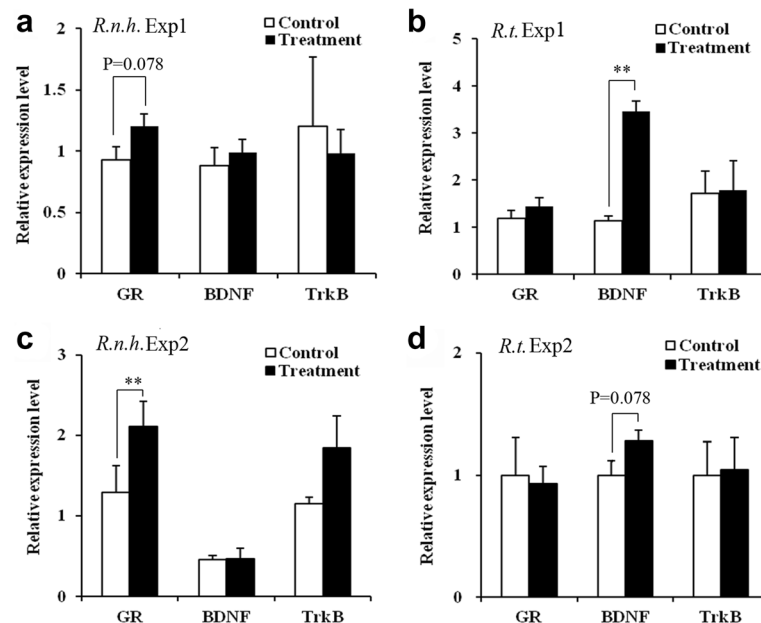 a
R.n.h. Exp1
Control
Treatment
P=0.078
Relative expression level
2
1.5
1
0.5
0
GR BDNF TrkB
b
R.t. Exp1
Control
Treatment
**
Relative expression level
5
4
3
2
1
0
GR BDNF TrkB
c
R.n.h. Exp2
Control
Treatment
**
Relative expression level
3
2
1
0
GR BDNF TrkB
d
R.t. Exp2
Control
Treatment
P=0.078
Relative expression level
2
1
0
GR BDNF TrkB